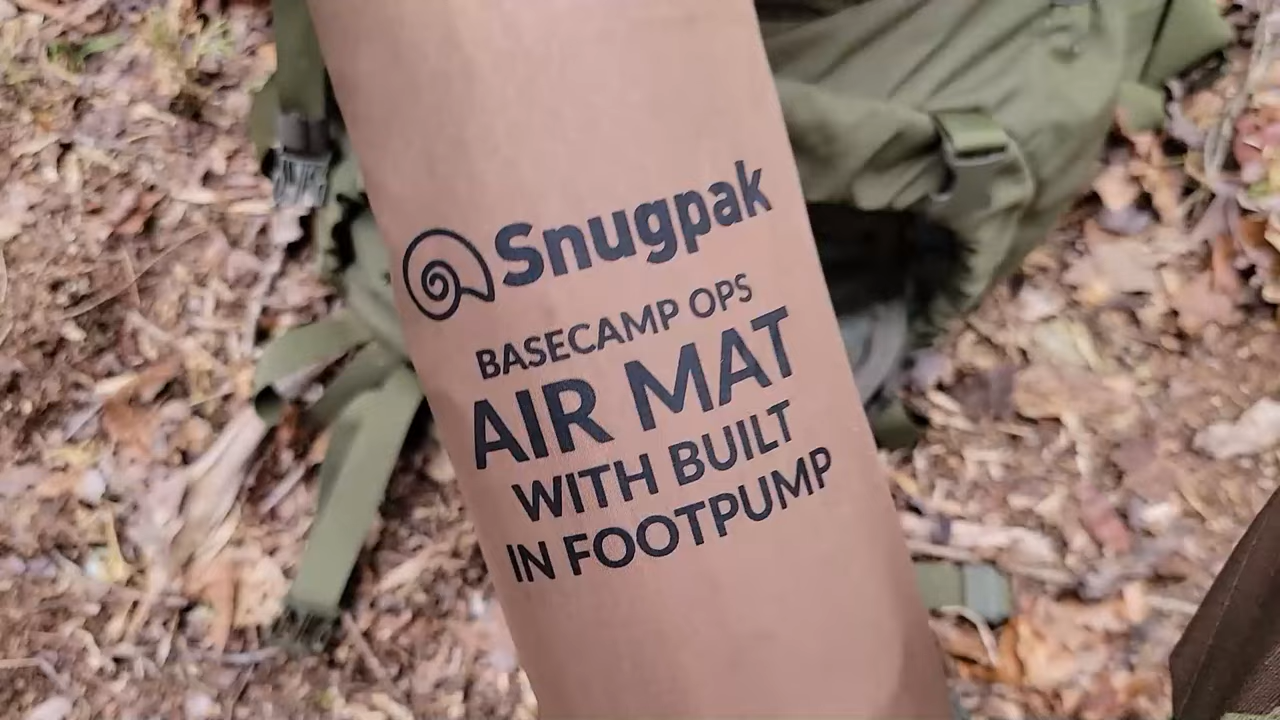 Snugpak
BASECAMP OPS
AIR MAT
WITH BUILT
IN FOOTPUMP